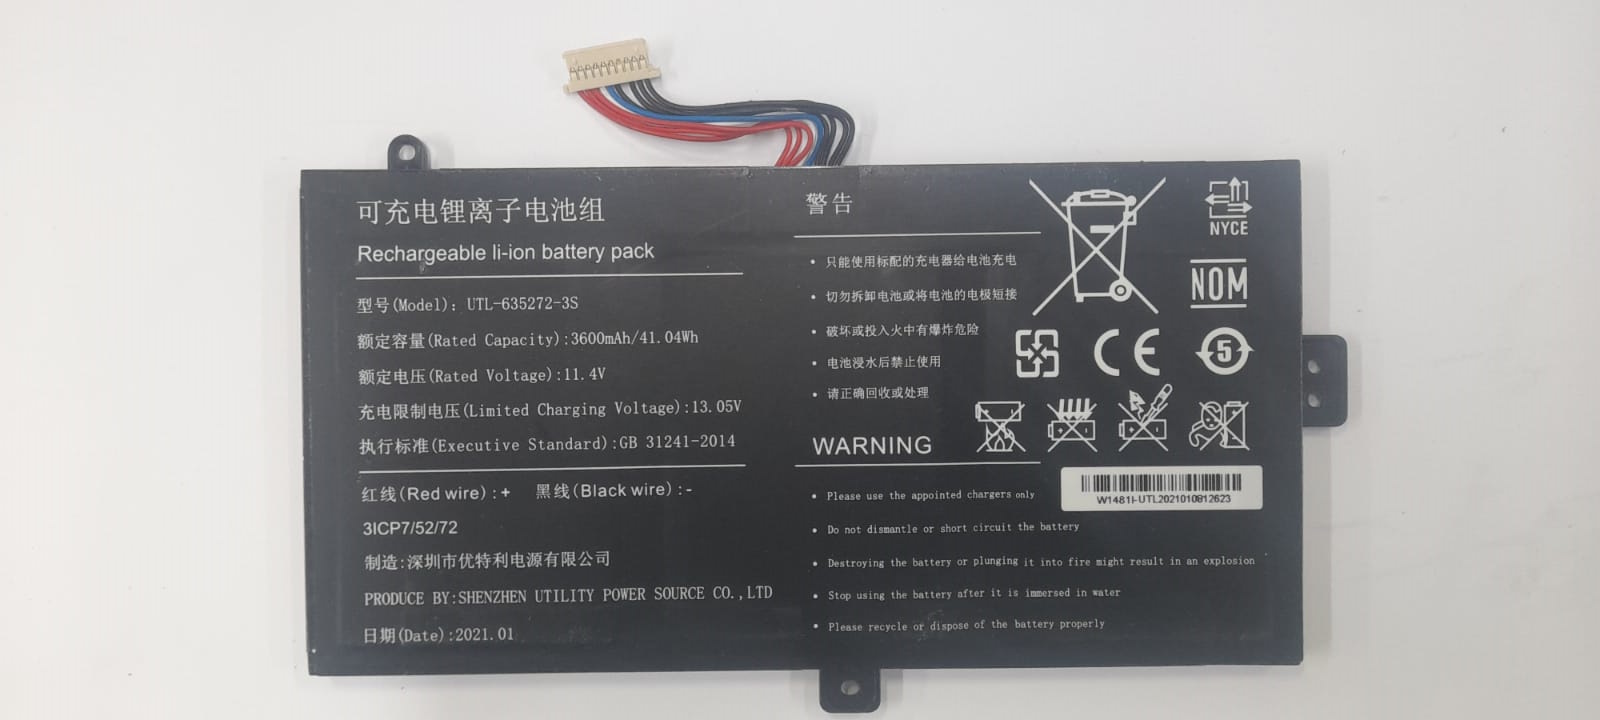 可充电锂离子电池组
Rechargeable li-ion battery pack
型号(Model): UTL-635272-3S
额定容量(Rated Capacity):3600mAh/41.04Wh
额定电压(Rated Voltage):11.4V
充电限制电压(Limited Charging Voltage):13.05V
执行标准(Executive Standard):GB 31241-2014
红线(Red wire):+ 黑线(Black wire):-
3ICP7/52/72
制造:深圳市优特利电源有限公司
PRODUCE BY:SHENZHEN UTILITY POWER SOURCE CO.,LTD
日期(Date):2021.01
警告
• 只能使用标配的充电器给电池充电
• 切勿拆卸电池或将电池的电极短接
• 破坏或投入火中有爆炸危险
• 电池浸水后禁止使用
• 请正确回收或处理
WARNING
• Please use the appointed chargers only
• Do not dismantle or short circuit the battery
• Destroying the battery or plunging it into fire might result in an explosion
• Stop using the battery after it is immersed in water
• Please recycle or dispose of the battery properly
NYCE
NOM
CE
5
W1481I-UTL2021010812623